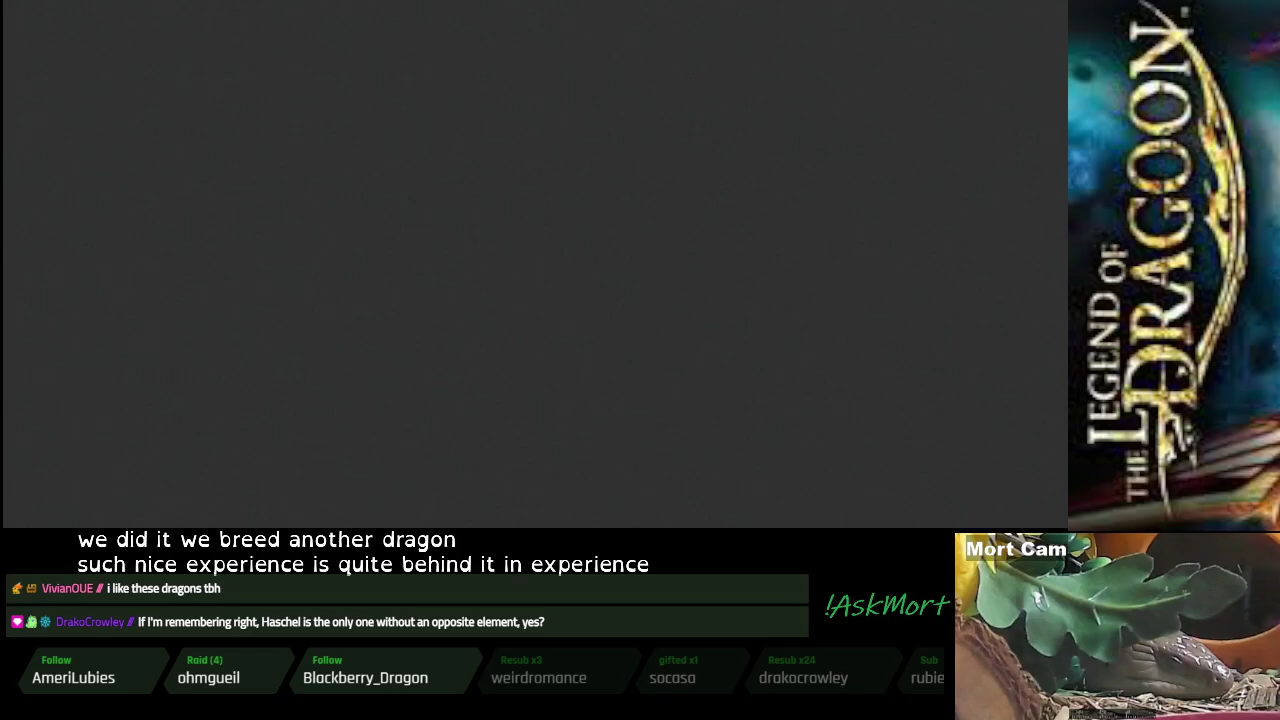 THE LEGEND OF
DRAGOON
we did it we breed another dragon
such nice experience is quite behind it in experience
VivianOUE // i like these dragons tbh
DrakoCrowley // If I'm remembering right, Haschel is the only one without an opposite element, yes?
!AskMort
Mort Cam
Follow
AmeriLubies
Raid (4)
ohmgueil
Follow
Blackberry_Dragon
Resub x3
weirdromance
gifted x1
socasa
Resub x24
drakocrowley
Sub
rubie